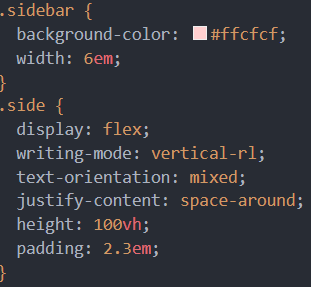 .sidebar {
  background-color: #ffcfcf;
  width: 6em;
}
.side {
  display: flex;
  writing-mode: vertical-rl;
  text-orientation: mixed;
  justify-content: space-around;
  height: 100vh;
  padding: 2.3em;
}